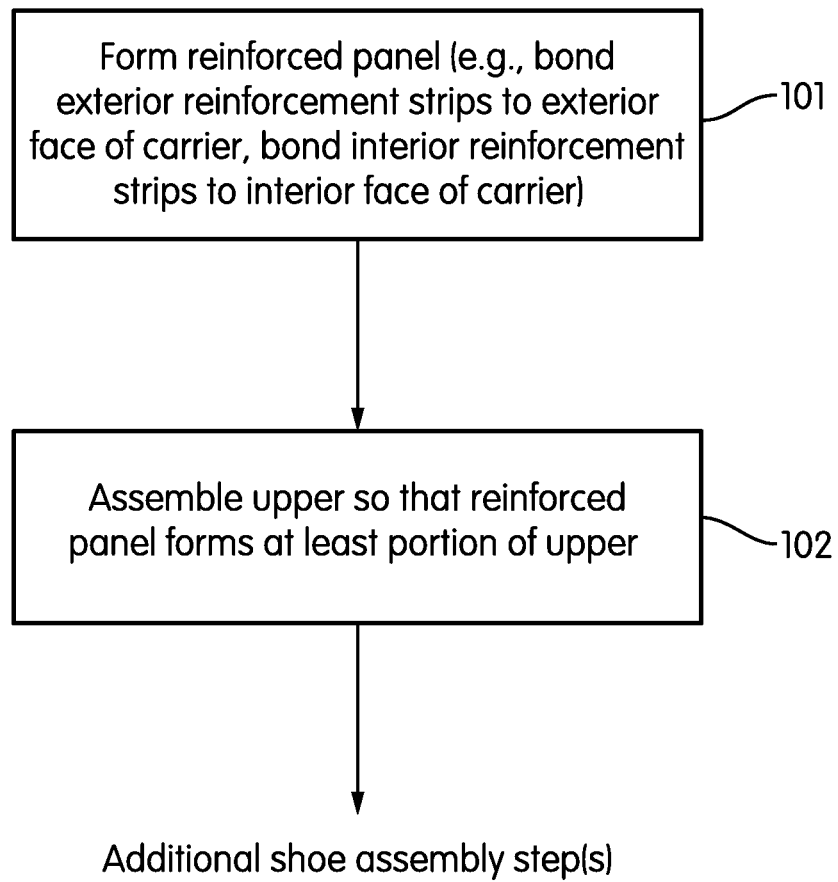 Form reinforced panel (e.g., bond
exterior reinforcement strips to exterior
face of carrier, bond interior reinforcement
strips to interior face of carrier)
101
Assemble upper so that reinforced
panel forms at least portion of upper
102
Additional shoe assembly step(s)